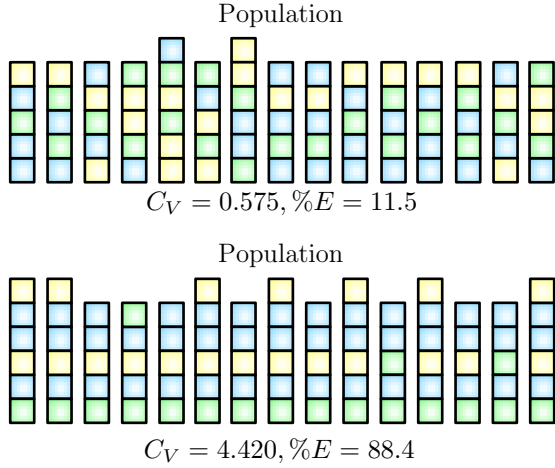 Population
C_V = 0.575, %E = 11.5
Population
C_V = 4.420, %E = 88.4